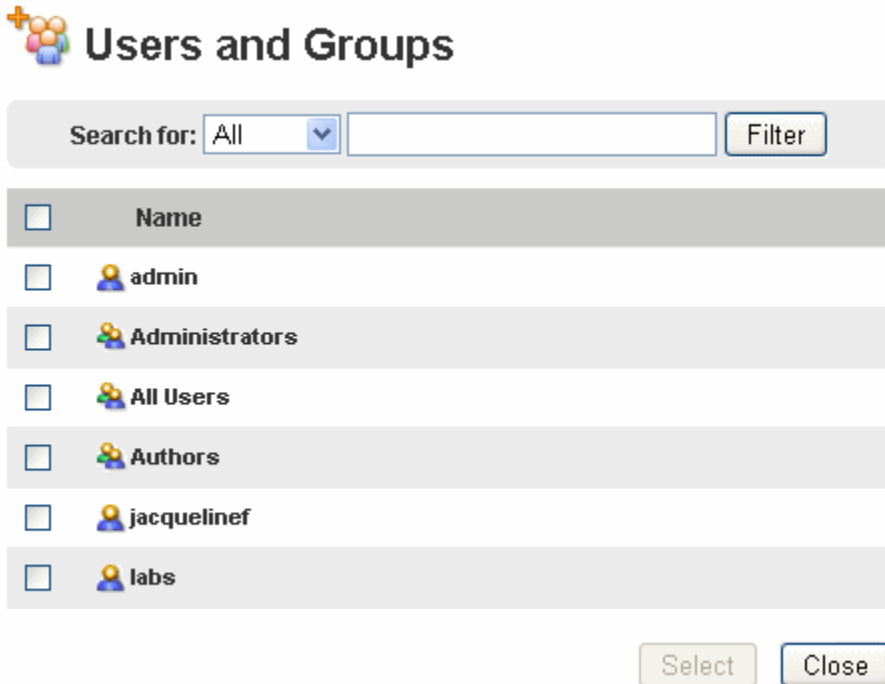 Users and Groups
Search for: All Filter
Name
admin
Administrators
All Users
Authors
jacquelinef
labs
Select Close